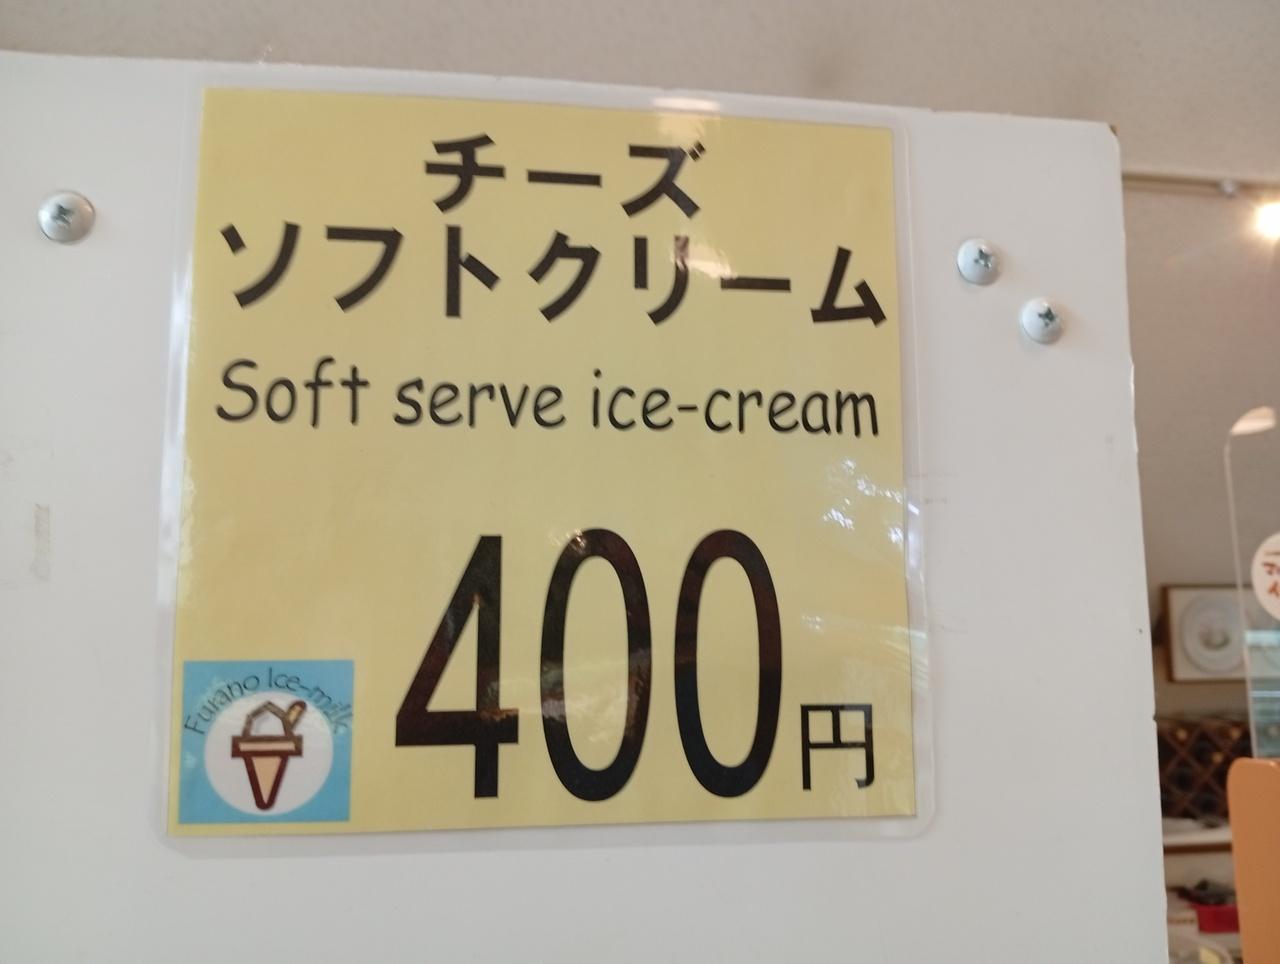 チーズ
ソフトクリーム
Soft serve ice-cream
400円
Furano Ice-milk